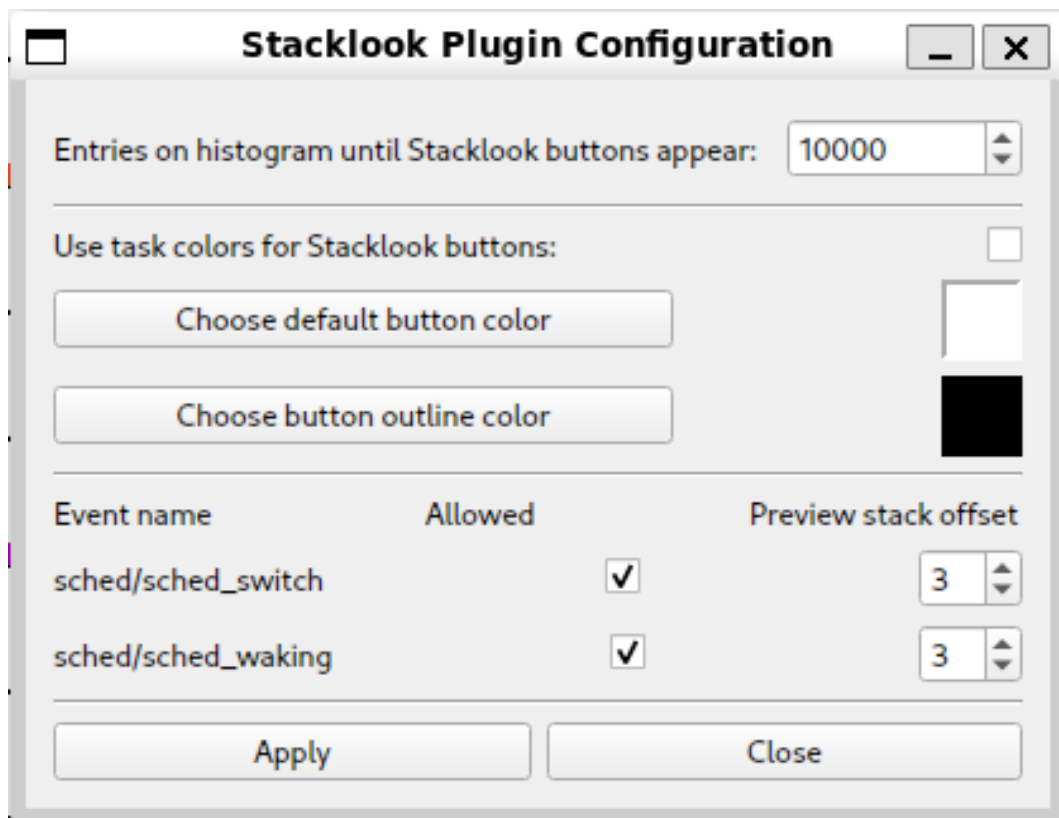 Stacklook Plugin Configuration
Entries on histogram until Stacklook buttons appear: 10000
Use task colors for Stacklook buttons:
Choose default button color
Choose button outline color
Event name Allowed Preview stack offset
sched/sched_switch 3
sched/sched_waking 3
Apply Close